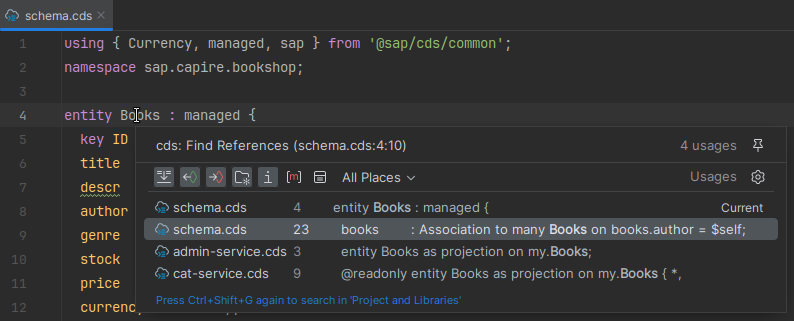 schema.cds
1 using { Currency, managed, sap } from '@sap/cds/common';
2 namespace sap.capire.bookshop;
3
4 entity Books : managed {
5 key ID
6 title
7 descr
8 author
9 genre
10 stock
11 price
12
cds: Find References (schema.cds:4:10) 4 usages
[m] All Places Usages
schema.cds 4 entity Books : managed { Current
schema.cds 23 books : Association to many Books on books.author = $self;
admin-service.cds 3 entity Books as projection on my.Books;
cat-service.cds 9 @readonly entity Books as projection on my.Books { *,
Press Ctrl+Shift+G again to search in 'Project and Libraries'